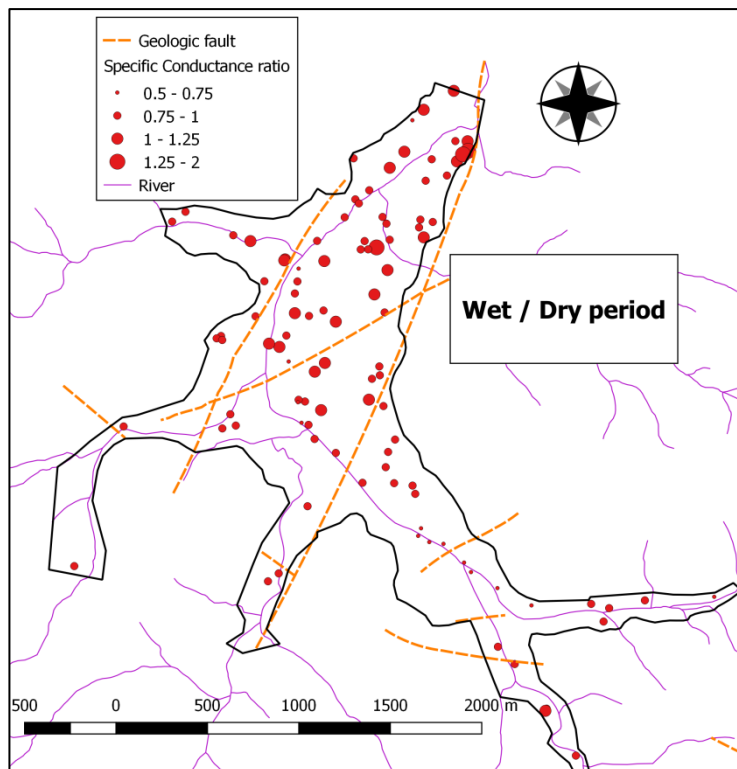 Geologic fault
Specific Conductance ratio
0.5 - 0.75
0.75 - 1
1 - 1.25
1.25 - 2
River
Wet / Dry period
500 0 500 1000 1500 2000 m